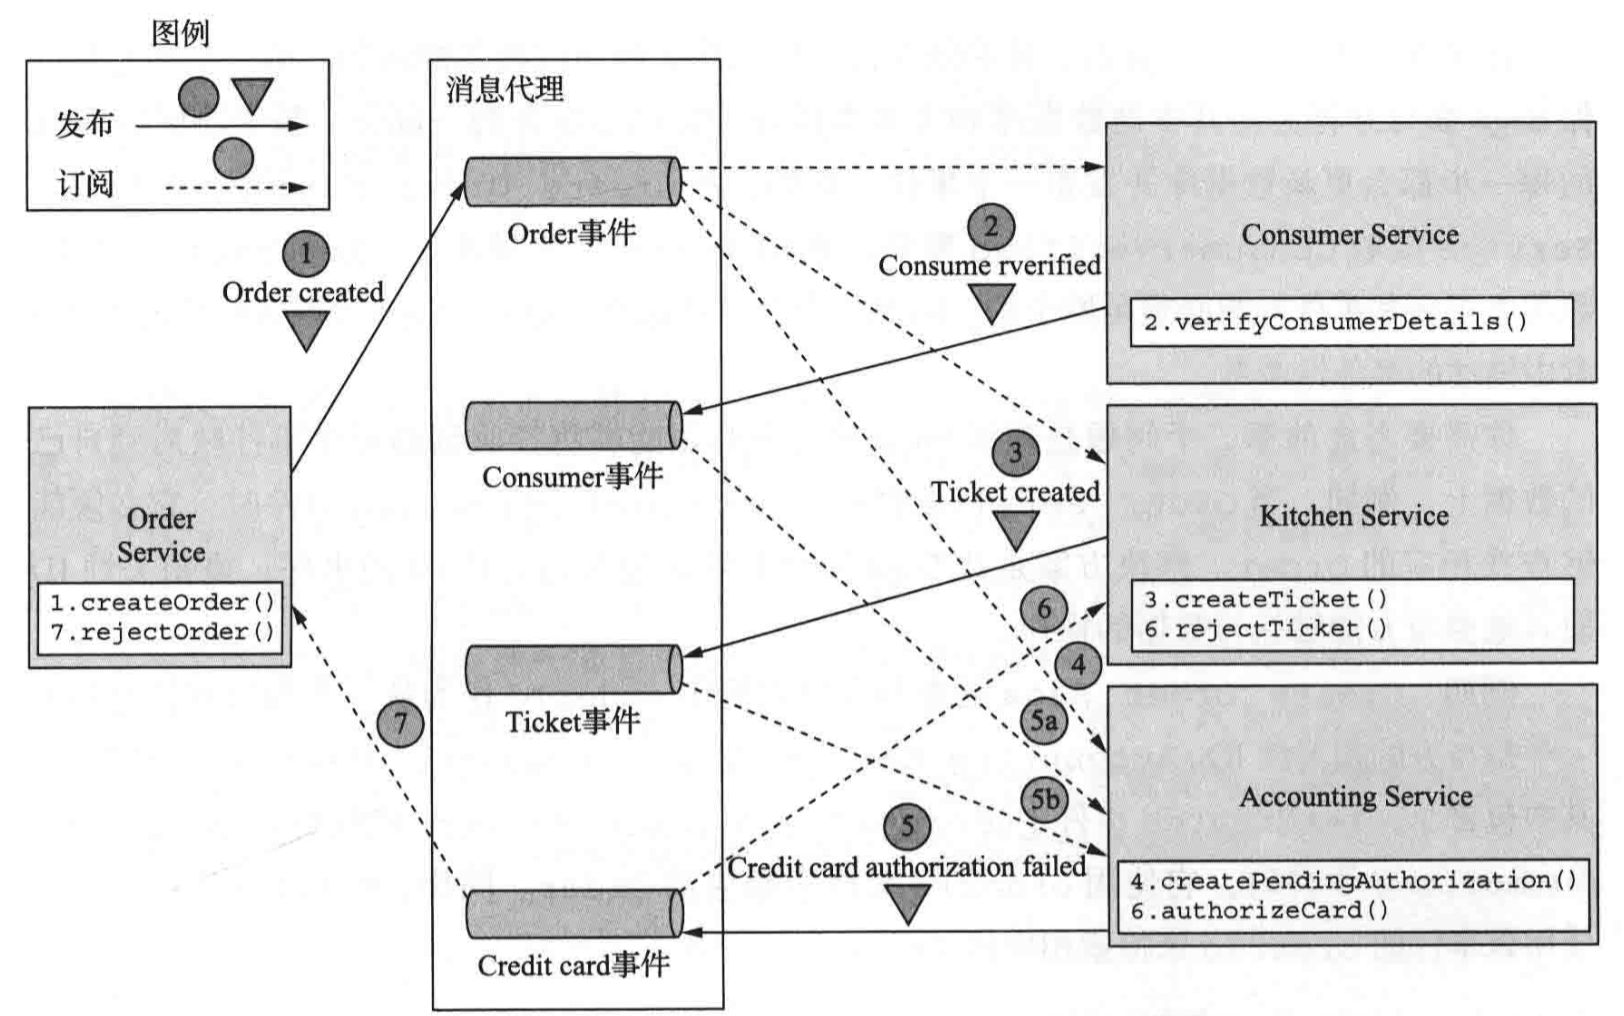 图例
发布
订阅
消息代理
Order事件
Consumer事件
Ticket事件
Credit card事件
1
Order created
2
Consume rverified
3
Ticket created
6
4
5a
5b
5
Credit card authorization failed
7
Order
Service
1.createOrder()
7.rejectOrder()
Consumer Service
2.verifyConsumerDetails()
Kitchen Service
3.createTicket()
6.rejectTicket()
Accounting Service
4.createPendingAuthorization()
6.authorizeCard()